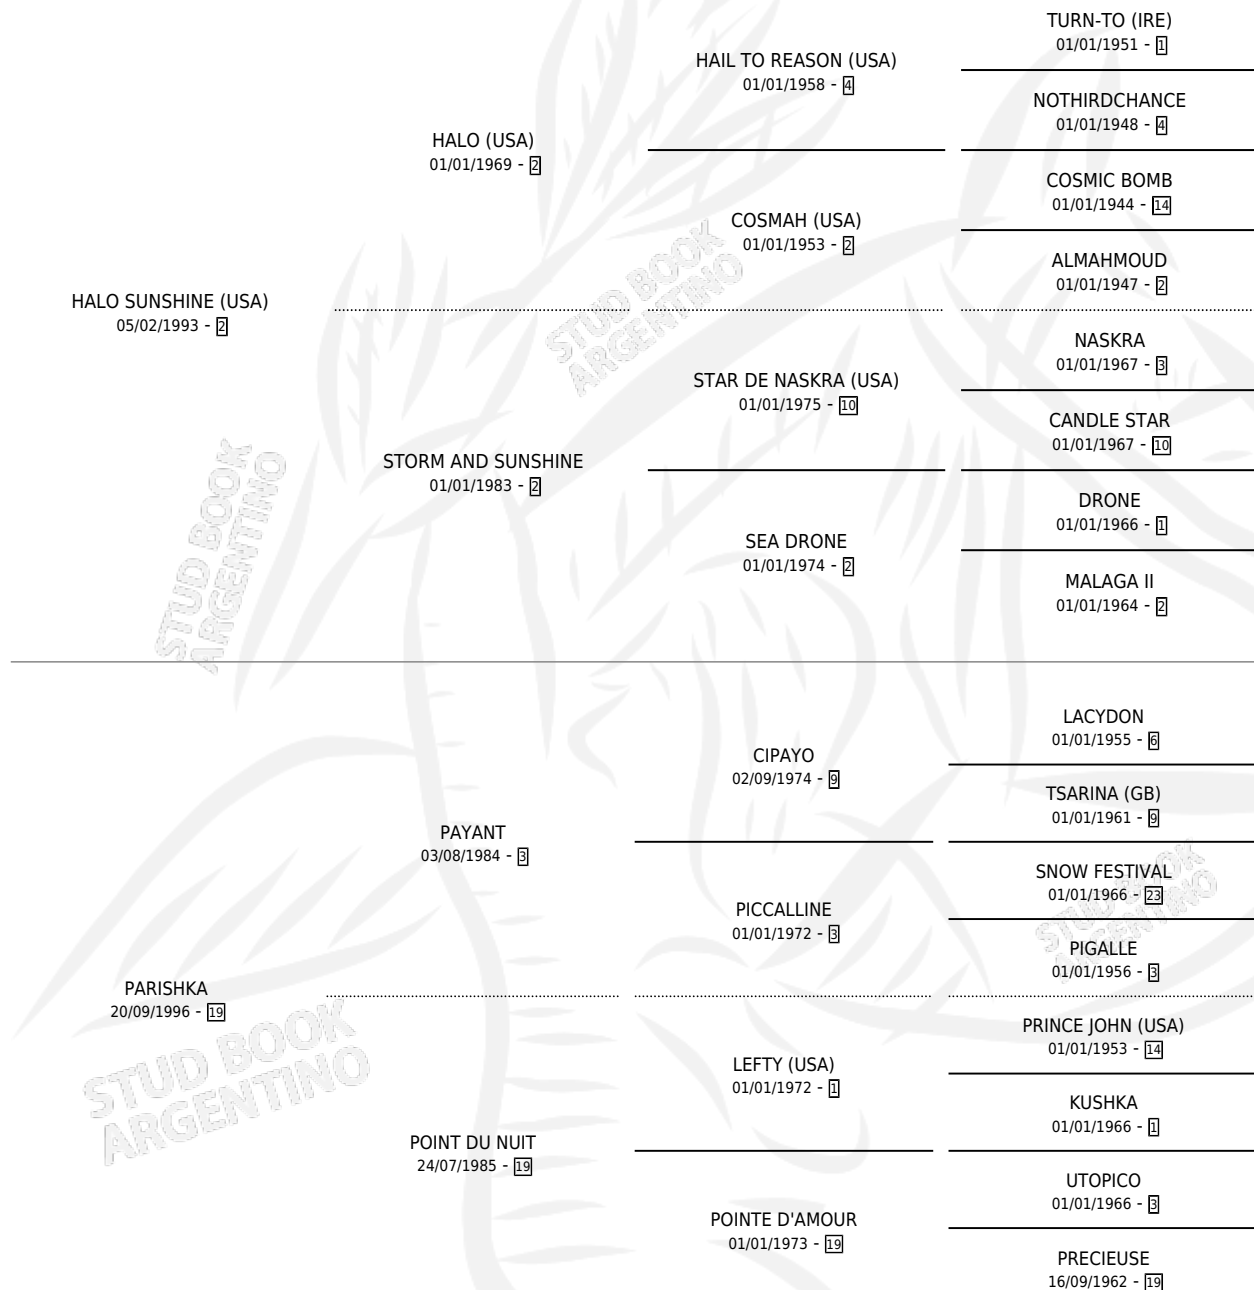 TURN-TO (IRE)
01/01/1951 - 1
HAIL TO REASON (USA)
01/01/1958 - 4
NOTHIRDCHANCE
01/01/1948 - 4
HALO (USA)
01/01/1969 - 2
COSMIC BOMB
01/01/1944 - 14
COSMAH (USA)
01/01/1953 - 2
ALMAHMOUD
01/01/1947 - 2
HALO SUNSHINE (USA)
05/02/1993 - 2
NASKRA
01/01/1967 - 3
STAR DE NASKRA (USA)
01/01/1975 - 10
CANDLE STAR
01/01/1967 - 10
STORM AND SUNSHINE
01/01/1983 - 2
DRONE
01/01/1966 - 1
SEA DRONE
01/01/1974 - 2
MALAGA II
01/01/1964 - 2
LACYDON
01/01/1955 - 6
CIPAYO
02/09/1974 - 9
TSARINA (GB)
01/01/1961 - 9
PAYANT
03/08/1984 - 3
SNOW FESTIVAL
01/01/1966 - 23
PICCALLINE
01/01/1972 - 3
PIGALLE
01/01/1956 - 3
PARISHKA
20/09/1996 - 19
PRINCE JOHN (USA)
01/01/1953 - 14
LEFTY (USA)
01/01/1972 - 1
KUSHKA
01/01/1966 - 1
POINT DU NUIT
24/07/1985 - 19
UTOPICO
01/01/1966 - 3
POINTE D'AMOUR
01/01/1973 - 19
PRECIEUSE
16/09/1962 - 19
STUD BOOK
ARGENTINO
STUD BOOK
ARGENTINO
STUD BOOK
ARGENTINO
STUD BOOK
ARGENTINO